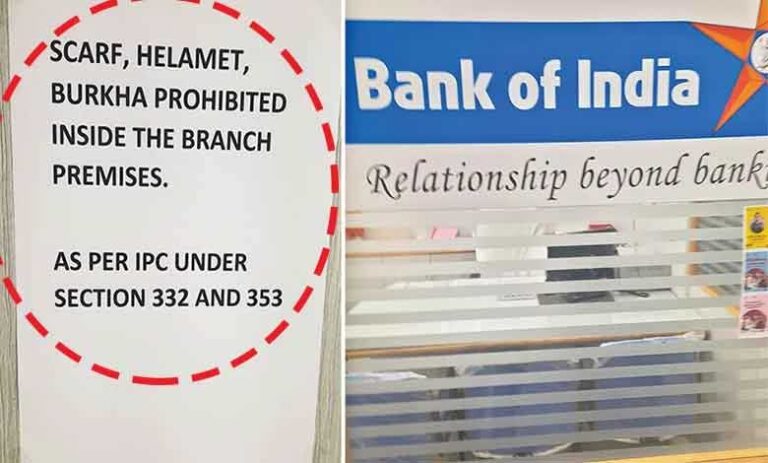 SCARF, HELAMET,
BURKHA PROHIBITED
INSIDE THE BRANCH
PREMISES.
AS PER IPC UNDER
SECTION 332 AND 353
Bank of India
Relationship beyond